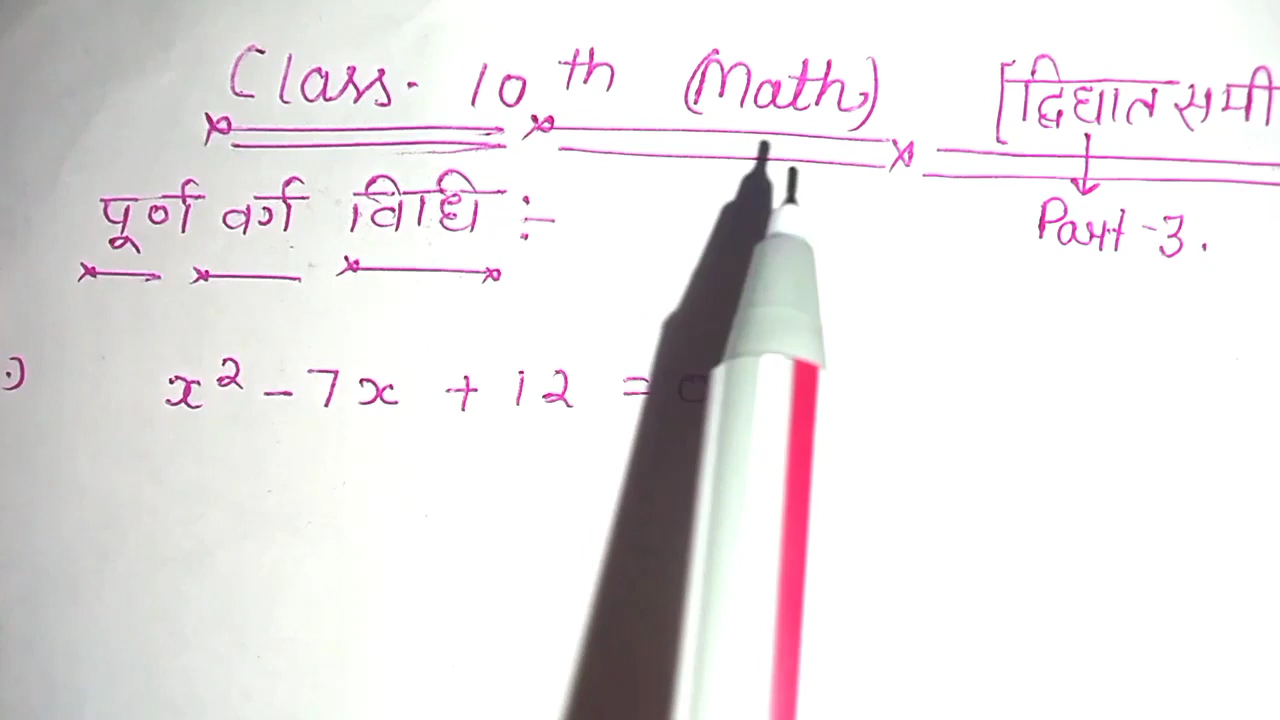 Class. 10th (Math) [द्विघात समी
पूर्ण वर्ग विधि :-
Part -3.
x² - 7x + 12 = 0